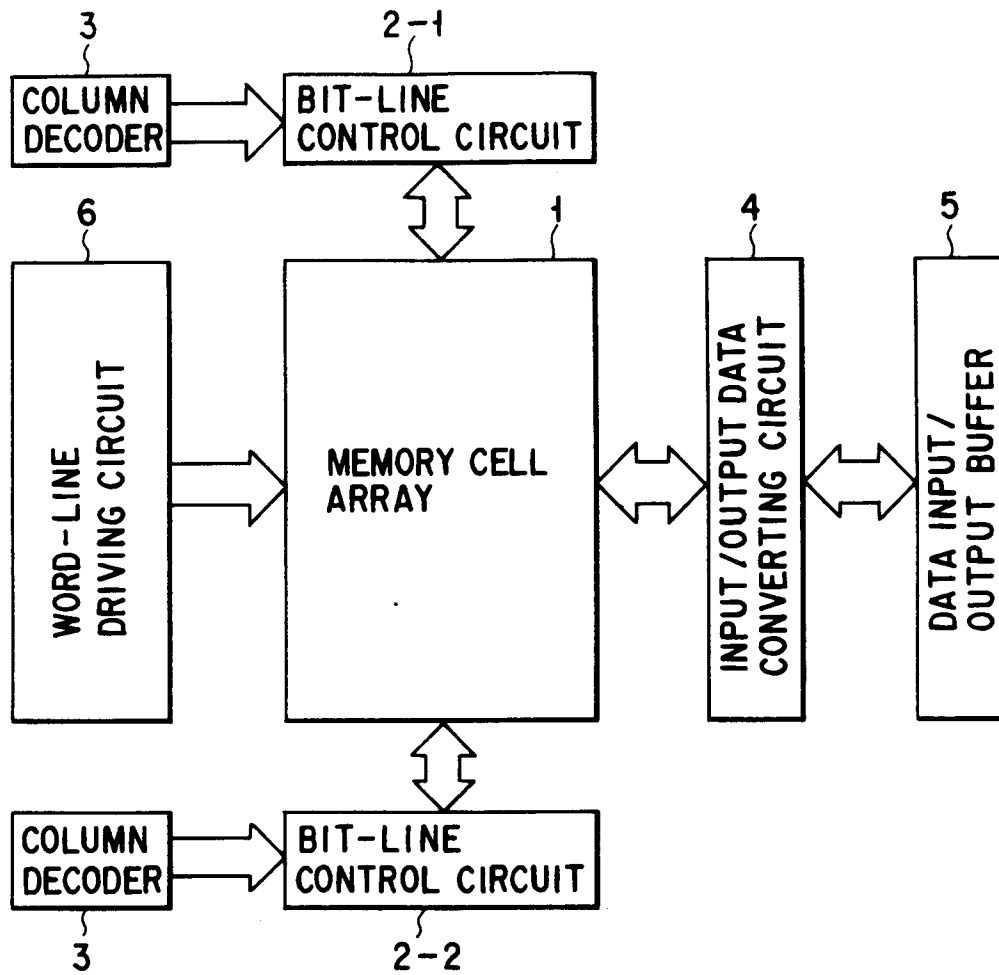 3
2-1
COLUMN
DECODER
BIT-LINE
CONTROL CIRCUIT
6
1
4
5
WORD-LINE
DRIVING CIRCUIT
MEMORY CELL
ARRAY
INPUT/OUTPUT DATA
CONVERTING CIRCUIT
DATA INPUT/
OUTPUT BUFFER
COLUMN
DECODER
BIT-LINE
CONTROL CIRCUIT
3
2-2